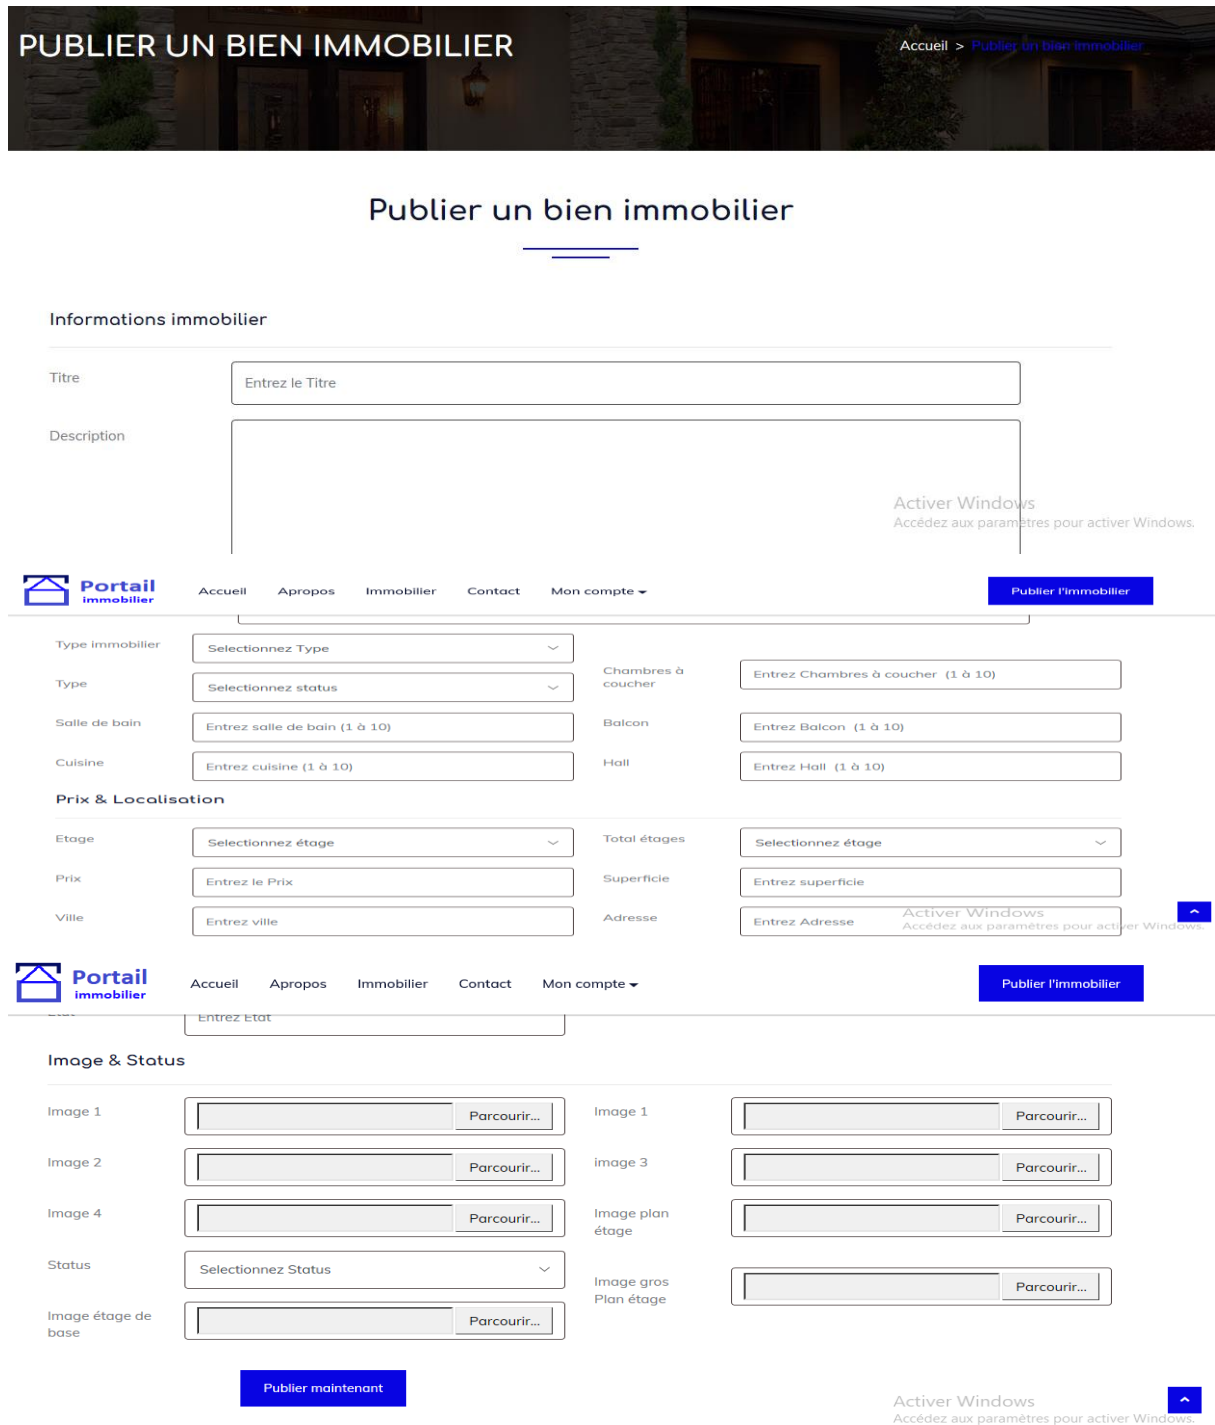 PUBLIER UN BIEN IMMOBILIER
Accueil > Publier un bien immobilier
Publier un bien immobilier
Informations immobilier
Titre
Entrez le Titre
Description
Activer Windows
Accédez aux paramètres pour activer Windows.
Portail
immobilier
Accueil Apropos Immobilier Contact Mon compte
Publier l'immobilier
Type immobilier
Selectionnez Type
Chambres à
coucher
Entrez Chambres à coucher (1 à 10)
Type
Selectionnez status
Salle de bain
Entrez salle de bain (1 à 10)
Balcon
Entrez Balcon (1 à 10)
Cuisine
Entrez cuisine (1 à 10)
Hall
Entrez Hall (1 à 10)
Prix & Localisation
Etage
Selectionnez étage
Total étages
Selectionnez étage
Prix
Entrez le Prix
Superficie
Entrez superficie
Ville
Entrez ville
Adresse
Entrez Adresse
Activer Windows
Accédez aux paramètres pour activer Windows.
Portail
immobilier
Accueil Apropos Immobilier Contact Mon compte
Publier l'immobilier
Etat
Entrez Etat
Image & Status
Image 1
Parcourir...
Image 1
Parcourir...
Image 2
Parcourir...
image 3
Parcourir...
Image 4
Parcourir...
Image plan
étage
Parcourir...
Status
Selectionnez Status
Image gros
Plan étage
Parcourir...
Image étage de
base
Parcourir...
Publier maintenant
Activer Windows
Accédez aux paramètres pour activer Windows.